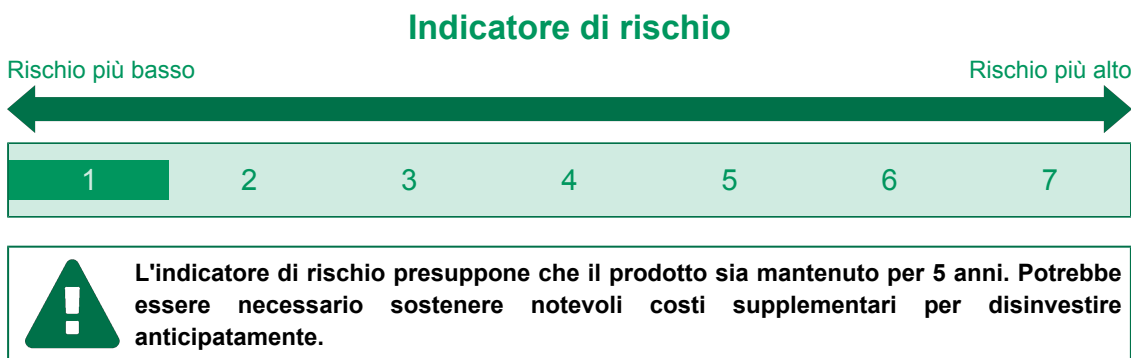 Indicatore di rischio
Rischio più basso
Rischio più alto
1 2 3 4 5 6 7
L'indicatore di rischio presuppone che il prodotto sia mantenuto per 5 anni. Potrebbe
essere necessario sostenere notevoli costi supplementari per disinvestire
anticipatamente.